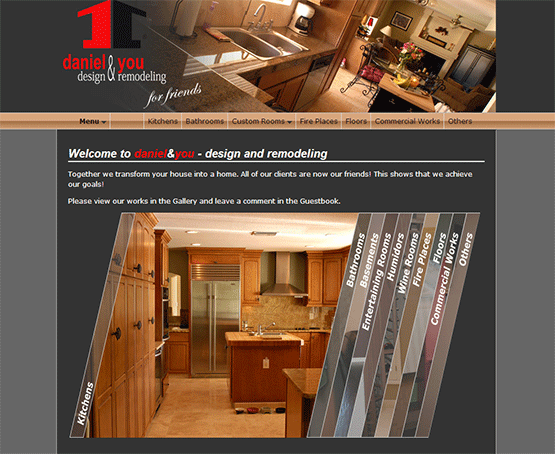 daniel&you
design & remodeling
for friends
Menu Kitchens Bathrooms Custom Rooms Fire Places Floors Commercial Works Others
Welcome to daniel&you - design and remodeling
Together we transform your house into a home. All of our clients are now our friends! This shows that we achieve
our goals!
Please view our works in the Gallery and leave a comment in the Guestbook.
Kitchens
Bathrooms
Basements
Entertaining Rooms
Humidors
Wine Rooms
Fire Places
Floors
Commercial Works
Others